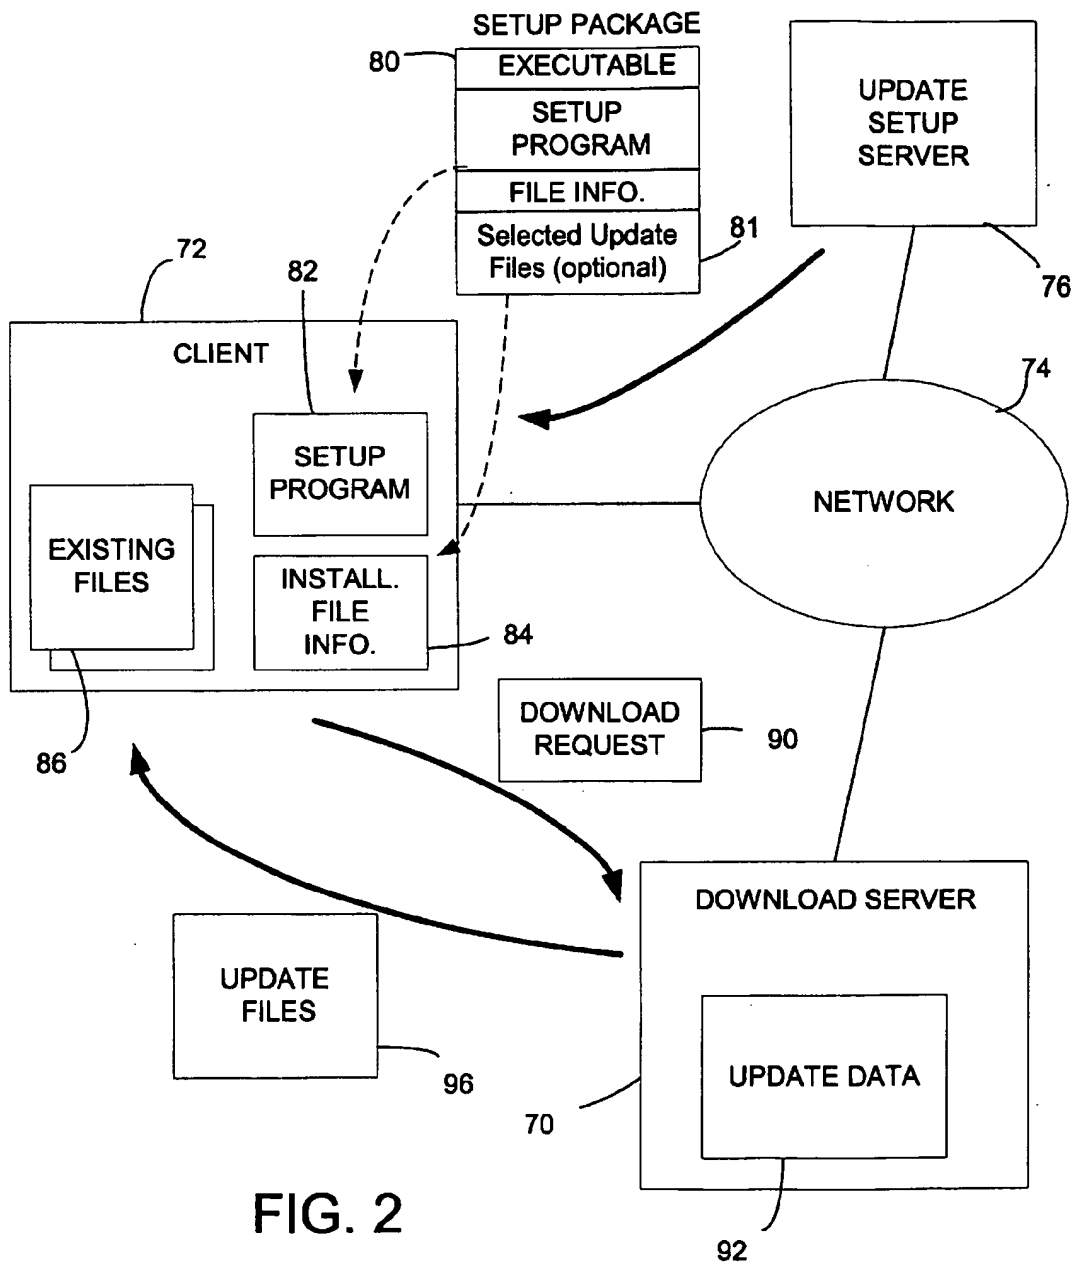 SETUP PACKAGE
80
EXECUTABLE
SETUP
PROGRAM
FILE INFO.
Selected Update
Files (optional)
81
UPDATE
SETUP
SERVER
76
72
82
CLIENT
74
SETUP
PROGRAM
NETWORK
EXISTING
FILES
INSTALL.
FILE
INFO.
84
86
DOWNLOAD
REQUEST
90
DOWNLOAD SERVER
UPDATE
FILES
96
UPDATE DATA
70
92
FIG. 2